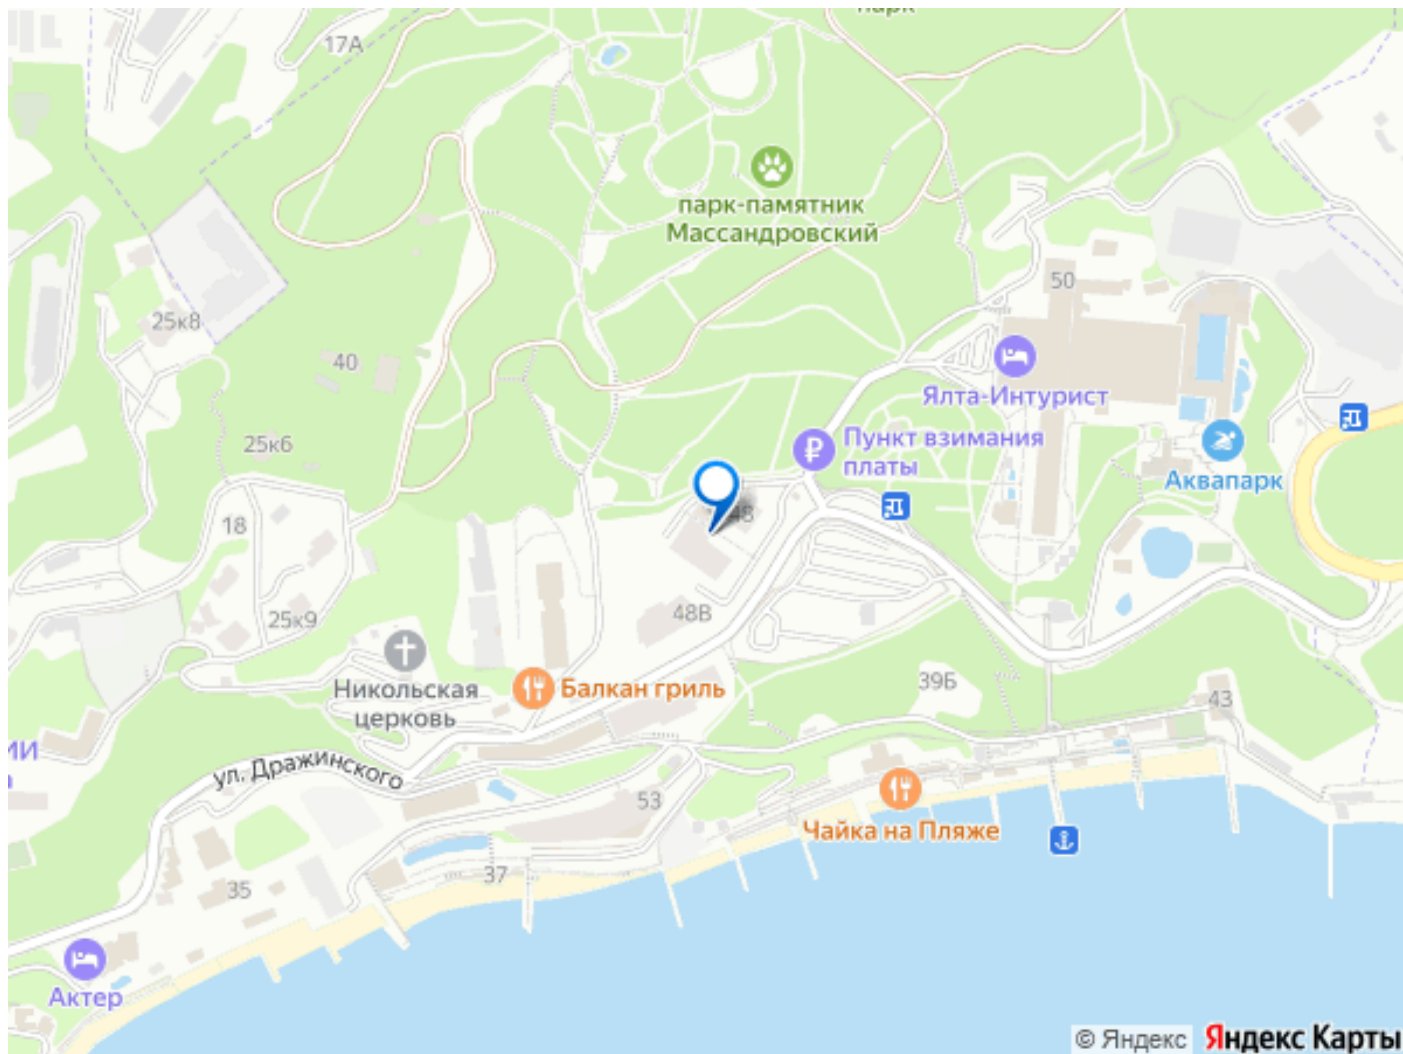 парк
17А
парк-памятник
Массандровский
50
25к8
40
Ялта-Интурист
25к6
Пункт взимания
платы
Аквапарк
48
18
25к9
48В
Никольская
церковь
Балкан гриль
39Б
43
ул. Дражинского
53
Чайка на Пляже
37
35
Актер
© Яндекс
Яндекс Карты